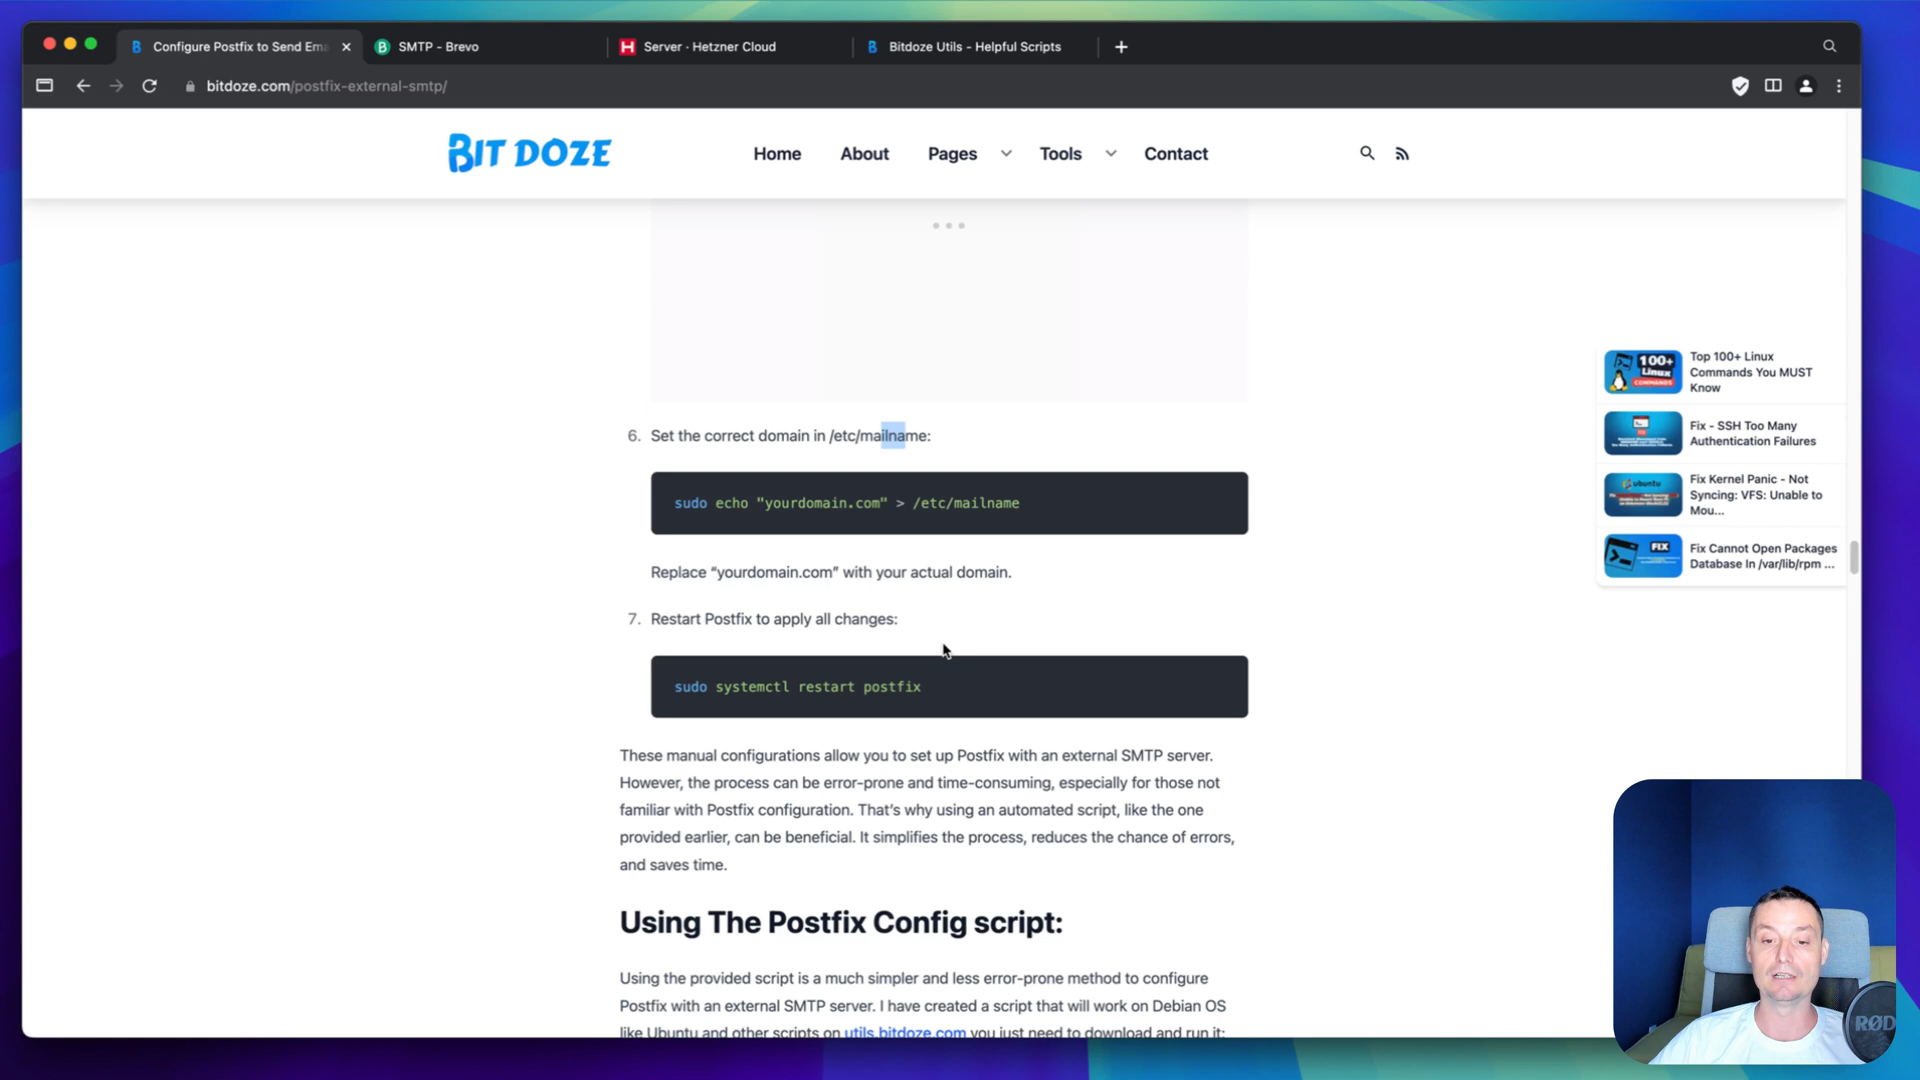 Configure Postfix to Send Ema
SMTP - Brevo
Server · Hetzner Cloud
Bitdoze Utils - Helpful Scripts
bitdoze.com/postfix-external-smtp/
BIT DOZE
Home
About
Pages
Tools
Contact
6. Set the correct domain in /etc/mailname:
sudo echo "yourdomain.com" > /etc/mailname
Replace “yourdomain.com” with your actual domain.
7. Restart Postfix to apply all changes:
sudo systemctl restart postfix
These manual configurations allow you to set up Postfix with an external SMTP server.
However, the process can be error-prone and time-consuming, especially for those not
familiar with Postfix configuration. That’s why using an automated script, like the one
provided earlier, can be beneficial. It simplifies the process, reduces the chance of errors,
and saves time.
Using The Postfix Config script:
Using the provided script is a much simpler and less error-prone method to configure
Postfix with an external SMTP server. I have created a script that will work on Debian OS
like Ubuntu and other scripts on utils.bitdoze.com you just need to download and run it:
100+
Linux
COMMANDS
Top 100+ Linux
Commands You MUST
Know
Fix - SSH Too Many
Authentication Failures
ubuntu
Fix Kernel Panic - Not
Syncing: VFS: Unable to
Mou...
FIX
Fix Cannot Open Packages
Database In /var/lib/rpm ...
RØD